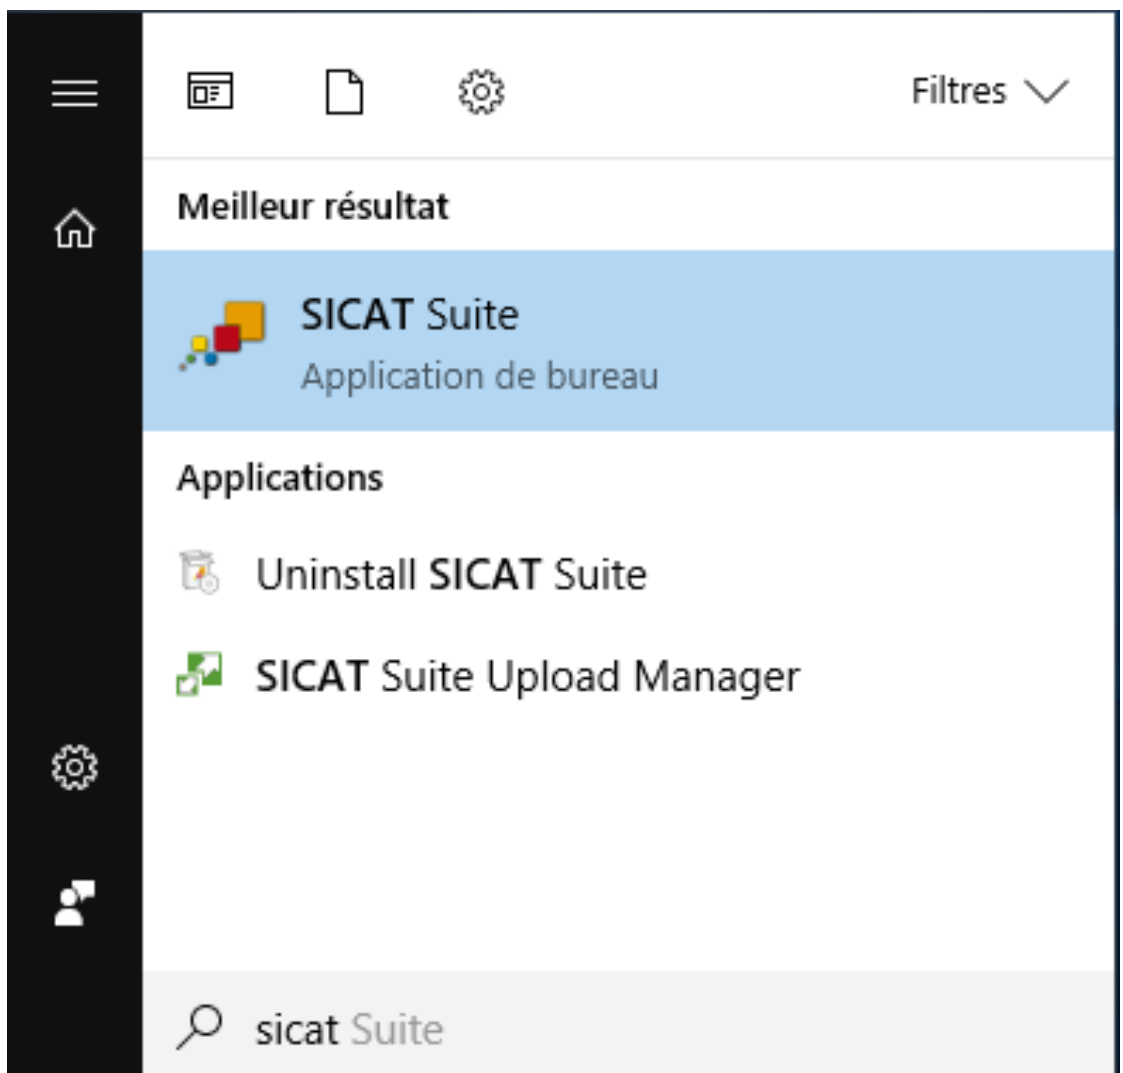 Filtres
Meilleur résultat
SICAT Suite
Application de bureau
Applications
Uninstall SICAT Suite
SICAT Suite Upload Manager
sicat Suite